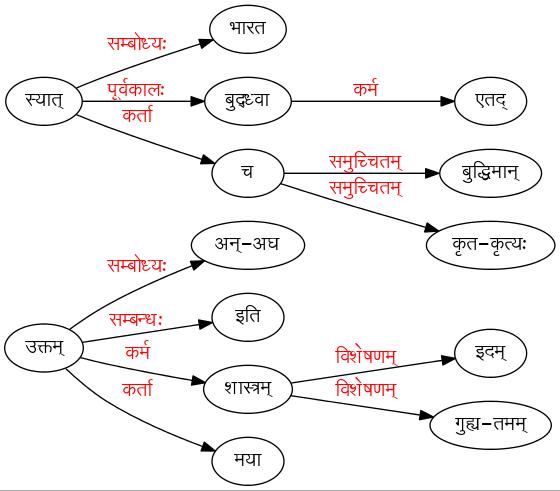 भारत
सम्बोध्यः
स्यात्
पूर्वकालः
बुद्ध्वा
कर्म
एतद्
कर्ता
समुच्चितम्
च
बुद्धिमान्
समुच्चितम्
कृत-कृत्यः
अन्-अघ
सम्बोध्यः
सम्बन्धः
इति
उक्तम्
कर्म
शास्त्रम्
विशेषणम्
इदम्
कर्ता
विशेषणम्
गुह्य-तमम्
मया